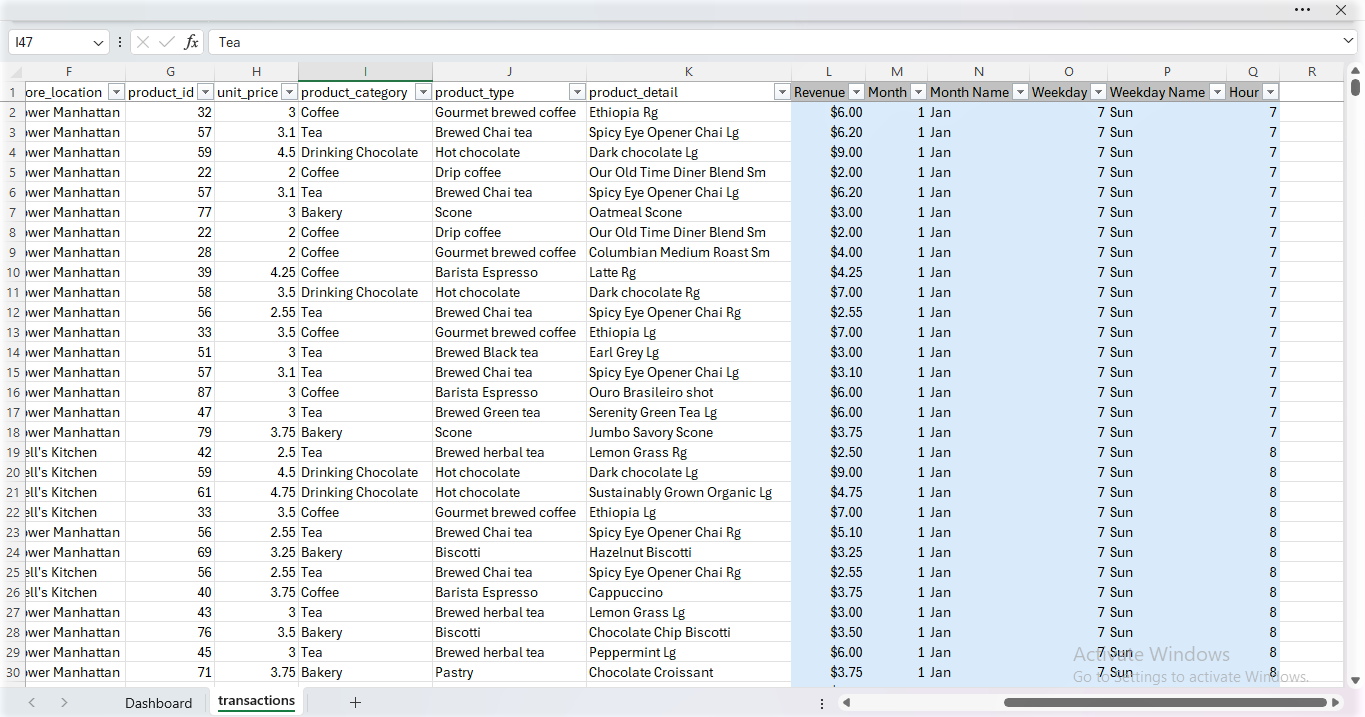 I47 fx Tea
F G H I J K L M N O P Q R
1 ore_location product_id unit_price product_category product_type product_detail Revenue Month Month Name Weekday Weekday Name Hour
2 ower Manhattan 32 3 Coffee Gourmet brewed coffee Ethiopia Rg $6.00 1 Jan 7 Sun 7
3 ower Manhattan 57 3.1 Tea Brewed Chai tea Spicy Eye Opener Chai Lg $6.20 1 Jan 7 Sun 7
4 ower Manhattan 59 4.5 Drinking Chocolate Hot chocolate Dark chocolate Lg $9.00 1 Jan 7 Sun 7
5 ower Manhattan 22 2 Coffee Drip coffee Our Old Time Diner Blend Sm $2.00 1 Jan 7 Sun 7
6 ower Manhattan 57 3.1 Tea Brewed Chai tea Spicy Eye Opener Chai Lg $6.20 1 Jan 7 Sun 7
7 ower Manhattan 77 3 Bakery Scone Oatmeal Scone $3.00 1 Jan 7 Sun 7
8 ower Manhattan 22 2 Coffee Drip coffee Our Old Time Diner Blend Sm $2.00 1 Jan 7 Sun 7
9 ower Manhattan 28 2 Coffee Gourmet brewed coffee Columbian Medium Roast Sm $4.00 1 Jan 7 Sun 7
10 ower Manhattan 39 4.25 Coffee Barista Espresso Latte Rg $4.25 1 Jan 7 Sun 7
11 ower Manhattan 58 3.5 Drinking Chocolate Hot chocolate Dark chocolate Rg $7.00 1 Jan 7 Sun 7
12 ower Manhattan 56 2.55 Tea Brewed Chai tea Spicy Eye Opener Chai Rg $2.55 1 Jan 7 Sun 7
13 ower Manhattan 33 3.5 Coffee Gourmet brewed coffee Ethiopia Lg $7.00 1 Jan 7 Sun 7
14 ower Manhattan 51 3 Tea Brewed Black tea Earl Grey Lg $3.00 1 Jan 7 Sun 7
15 ower Manhattan 57 3.1 Tea Brewed Chai tea Spicy Eye Opener Chai Lg $3.10 1 Jan 7 Sun 7
16 ower Manhattan 87 3 Coffee Barista Espresso Ouro Brasileiro shot $6.00 1 Jan 7 Sun 7
17 ower Manhattan 47 3 Tea Brewed Green tea Serenity Green Tea Lg $6.00 1 Jan 7 Sun 7
18 ower Manhattan 79 3.75 Bakery Scone Jumbo Savory Scone $3.75 1 Jan 7 Sun 7
19 ell's Kitchen 42 2.5 Tea Brewed herbal tea Lemon Grass Rg $2.50 1 Jan 7 Sun 8
20 ell's Kitchen 59 4.5 Drinking Chocolate Hot chocolate Dark chocolate Lg $9.00 1 Jan 7 Sun 8
21 ell's Kitchen 61 4.75 Drinking Chocolate Hot chocolate Sustainably Grown Organic Lg $4.75 1 Jan 7 Sun 8
22 ell's Kitchen 33 3.5 Coffee Gourmet brewed coffee Ethiopia Lg $7.00 1 Jan 7 Sun 8
23 ower Manhattan 56 2.55 Tea Brewed Chai tea Spicy Eye Opener Chai Rg $5.10 1 Jan 7 Sun 8
24 ower Manhattan 69 3.25 Bakery Biscotti Hazelnut Biscotti $3.25 1 Jan 7 Sun 8
25 ell's Kitchen 56 2.55 Tea Brewed Chai tea Spicy Eye Opener Chai Rg $2.55 1 Jan 7 Sun 8
26 ell's Kitchen 40 3.75 Coffee Barista Espresso Cappuccino $3.75 1 Jan 7 Sun 8
27 ower Manhattan 43 3 Tea Brewed herbal tea Lemon Grass Lg $3.00 1 Jan 7 Sun 8
28 ower Manhattan 76 3.5 Bakery Biscotti Chocolate Chip Biscotti $3.50 1 Jan 7 Sun 8
29 ower Manhattan 45 3 Tea Brewed herbal tea Peppermint Lg $6.00 1 Jan 7 Sun 8
30 ower Manhattan 71 3.75 Bakery Pastry Chocolate Croissant $3.75 1 Jan 7 Sun 8
Activate Windows
Go to Settings to activate Windows.
Dashboard transactions